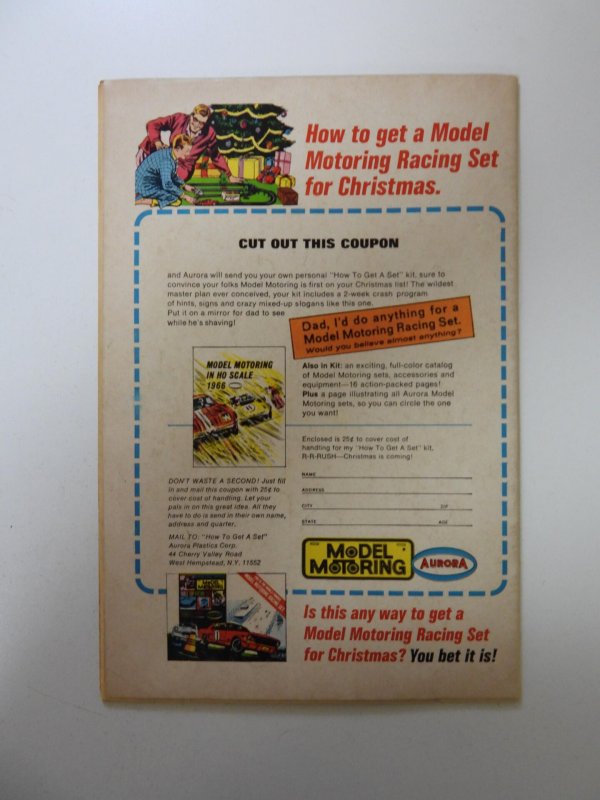 How to get a Model
Motoring Racing Set
for Christmas.
CUT OUT THIS COUPON
and Aurora will send you your own personal "How To Get A Set" kit, sure to
convince your folks Model Motoring is first on your Christmas list! The wildest
master plan ever conceived, your kit includes a 2-week crash program
of hints, signs and crazy mixed-up slogans like this one.
Put it on a mirror for dad to see
while he's shaving!
Dad, I'd do anything for a
Model Motoring Racing Set.
Would you believe almost anything?
MODEL MOTORING
IN HO SCALE
1968
Also in Kit: an exciting, full-color catalog
of Model Motoring sets, accessories and
equipment—16 action-packed pages!
Plus a page illustrating all Aurora Model
Motoring sets, so you can circle the one
you want!
Enclosed is 25¢ to cover cost of
handling for my "How To Get A Set" kit.
R-R-RUSH—Christmas is coming!
NAME
ADDRESS
CITY ZIP
STATE AGE
DON'T WASTE A SECOND! Just fill
in and mail this coupon with 25¢ to
cover cost of handling. Let your
pals in on this great idea. All they
have to do is send in their own name,
address and quarter.
MAIL TO: "How To Get A Set"
Aurora Plastics Corp.
44 Cherry Valley Road
West Hempstead, N.Y. 11552
MODEL
MOTORING
AURORA
Is this any way to get a
Model Motoring Racing Set
for Christmas? You bet it is!